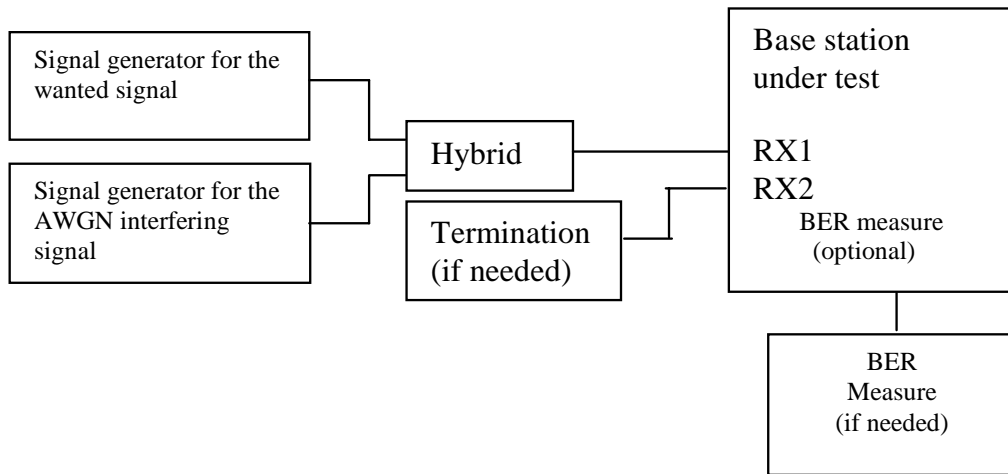 Signal generator for the
wanted signal
Signal generator for the
AWGN interfering
signal
Hybrid
Termination
(if needed)
Base station
under test
RX1
RX2
BER measure
(optional)
BER
Measure
(if needed)